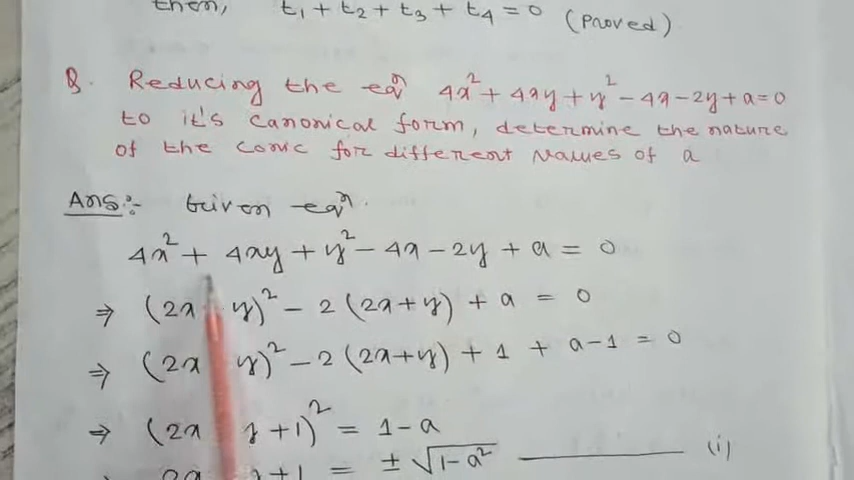 then, t₁ + t₂ + t₃ + t₄ = 0 (Proved)
Q. Reducing the eqⁿ 4x² + 4xy + y² - 4x - 2y + a = 0
to it's canonical form, determine the nature
of the conic for different values of a
Ans:- Given eqⁿ.
4x² + 4xy + y² - 4x - 2y + a = 0
⇒ (2x y)² - 2 (2x+y) + a = 0
⇒ (2x y)² - 2 (2x+y) + 1 + a-1 = 0
⇒ (2x y +1)² = 1-a
2x y+1 = ± √1-a² (i)